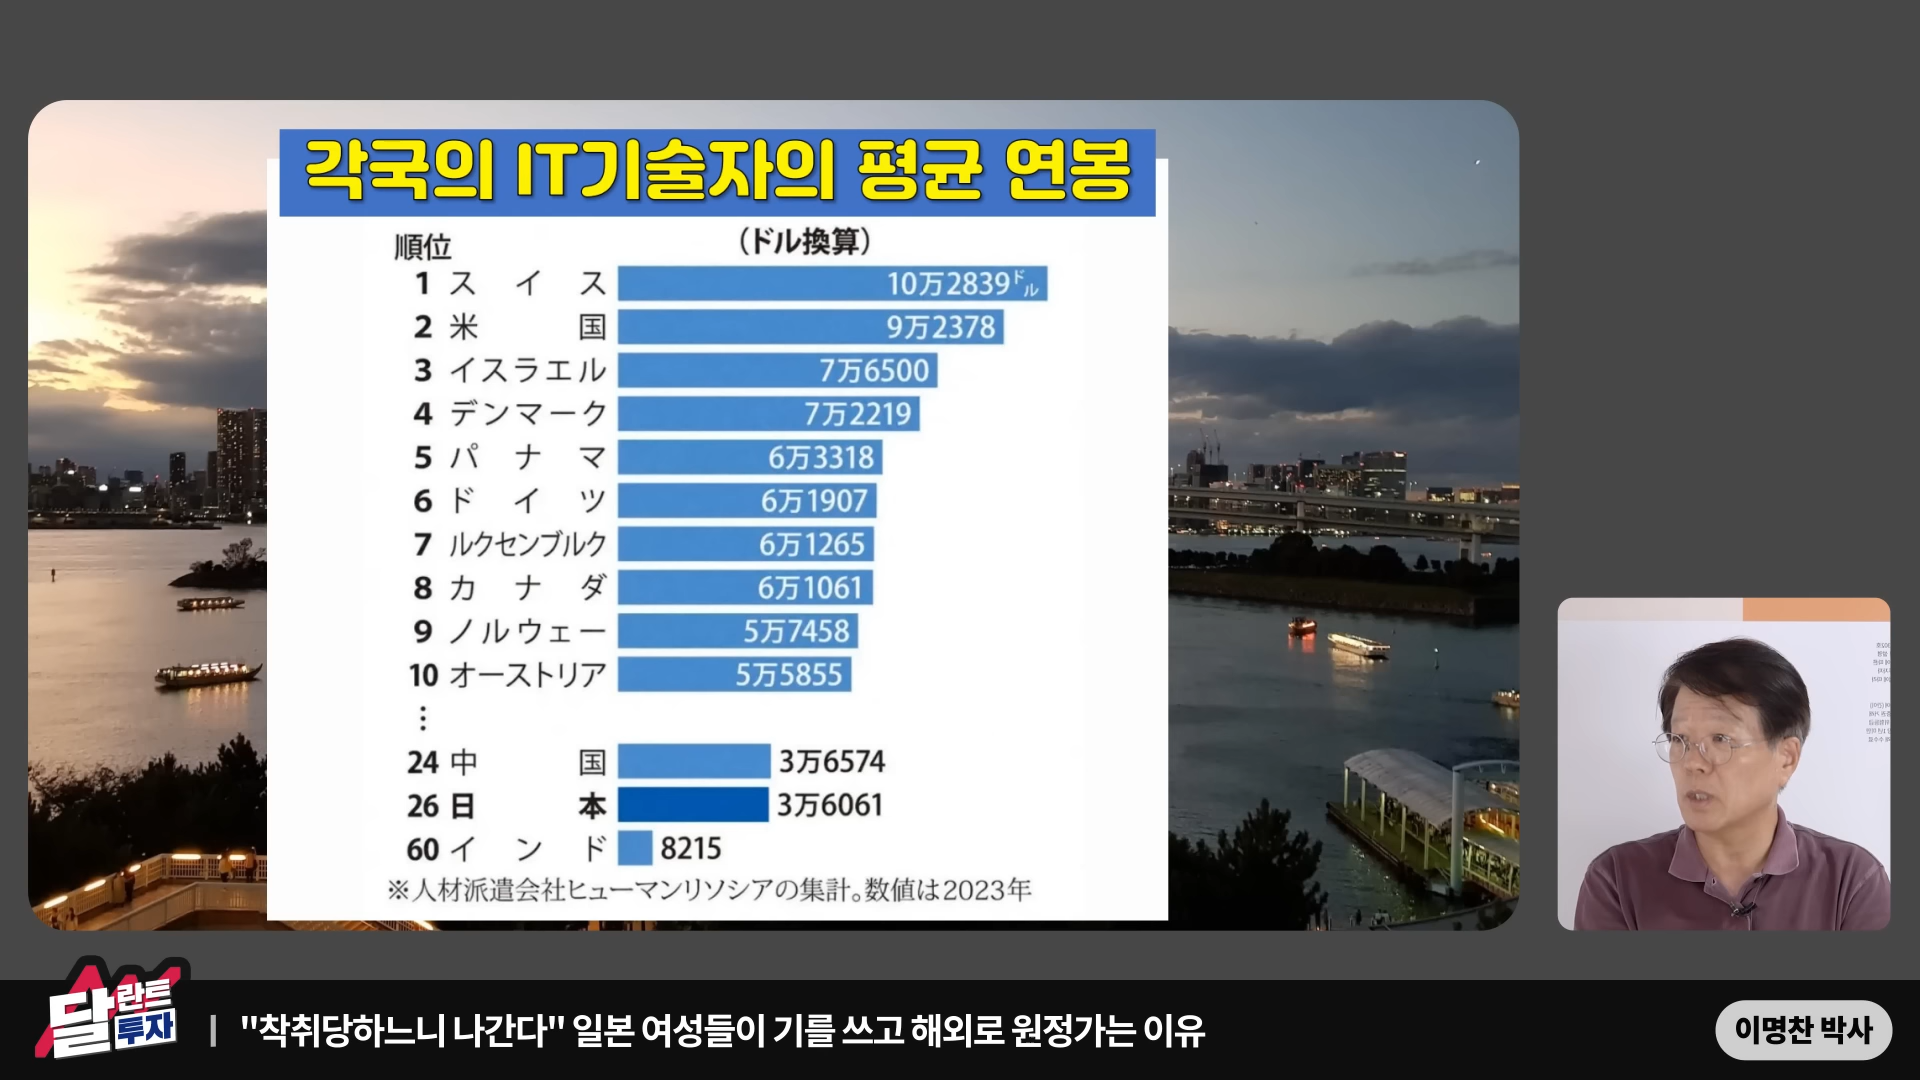 각국의 IT기술자의 평균 연봉
順位 (ドル換算)
1 スイス 10万2839ドル
2 米国 9万2378
3 イスラエル 7万6500
4 デンマーク 7万2219
5 パナマ 6万3318
6 ドイツ 6万1907
7 ルクセンブルク 6万1265
8 カナダ 6万1061
9 ノルウェー 5万7458
10 オーストリア 5万5855
⋮
24 中国 3万6574
26 日本 3万6061
60 インド 8215
※人材派遣会社ヒューマンリソシアの集計。数値は2023年
달란트투자 | "착취당하느니 나간다" 일본 여성들이 기를 쓰고 해외로 원정가는 이유
이명찬 박사